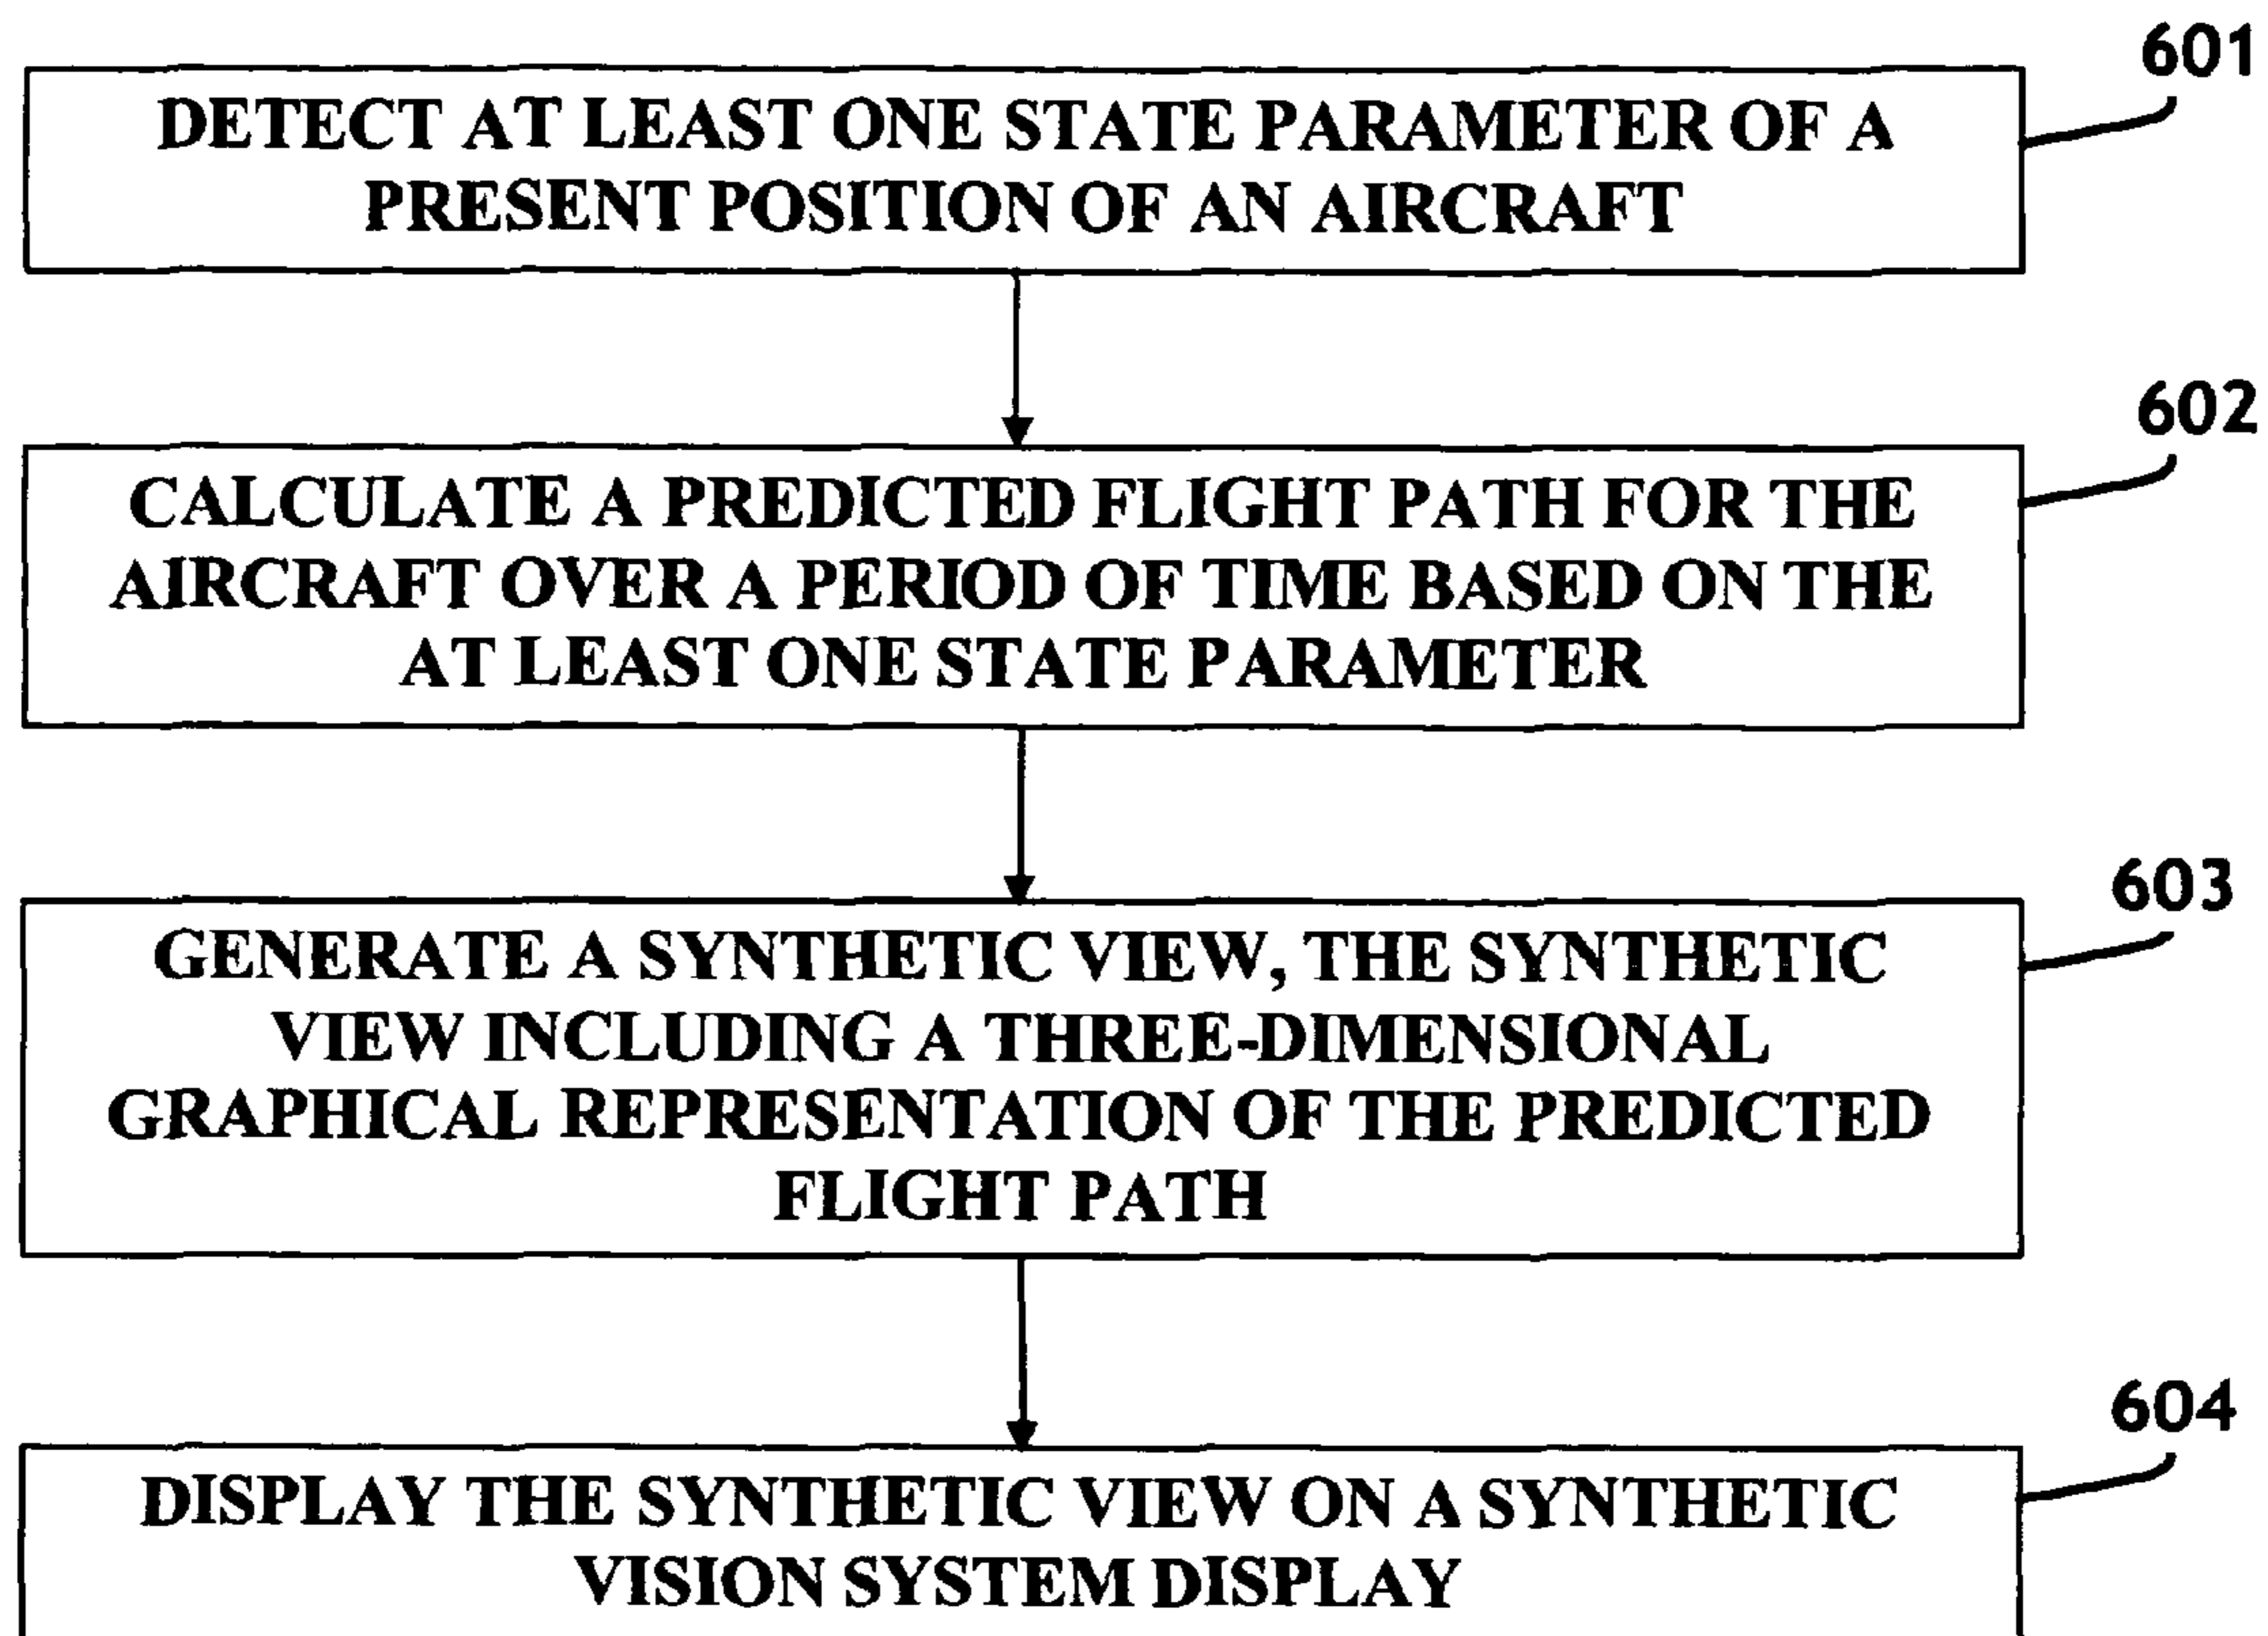 601
DETECT AT LEAST ONE STATE PARAMETER OF A
PRESENT POSITION OF AN AIRCRAFT
602
CALCULATE A PREDICTED FLIGHT PATH FOR THE
AIRCRAFT OVER A PERIOD OF TIME BASED ON THE
AT LEAST ONE STATE PARAMETER
603
GENERATE A SYNTHETIC VIEW, THE SYNTHETIC
VIEW INCLUDING A THREE-DIMENSIONAL
GRAPHICAL REPRESENTATION OF THE PREDICTED
FLIGHT PATH
604
DISPLAY THE SYNTHETIC VIEW ON A SYNTHETIC
VISION SYSTEM DISPLAY